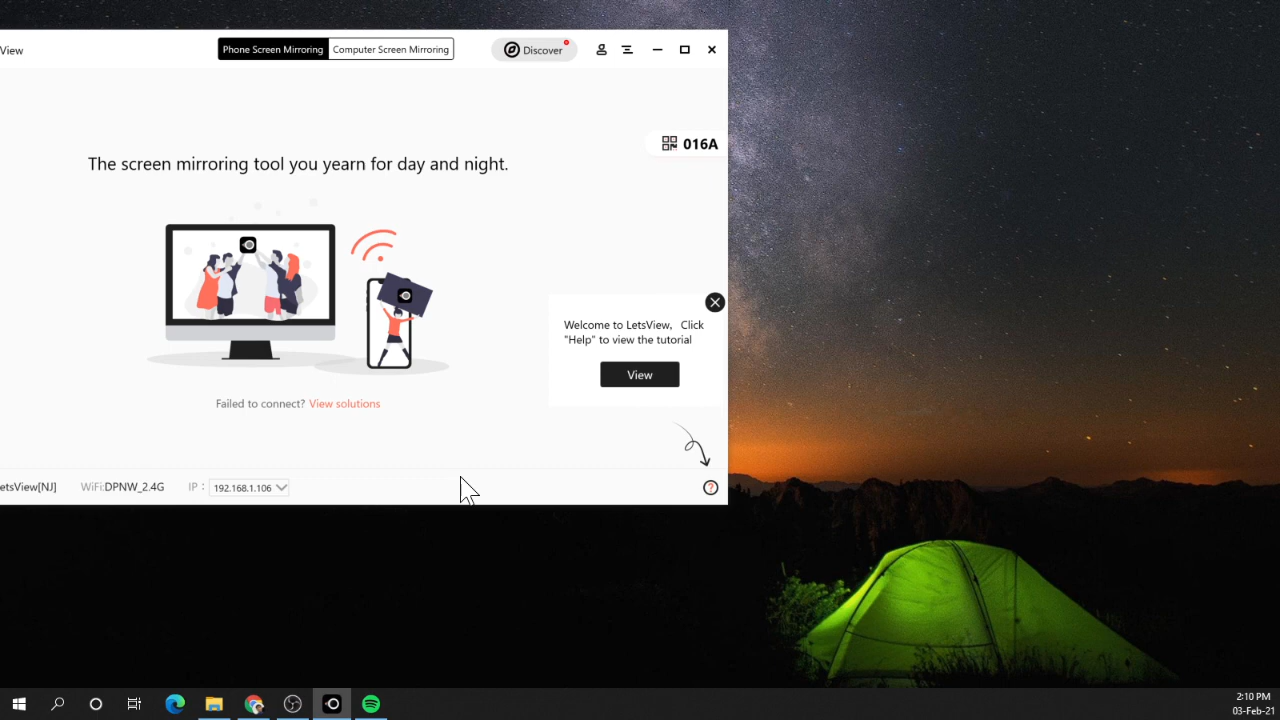 View
Phone Screen Mirroring
Computer Screen Mirroring
Discover
016A
The screen mirroring tool you yearn for day and night.
Welcome to LetsView, Click
"Help" to view the tutorial
View
Failed to connect? View solutions
etsView[NJ]
WiFi:DPNW_2.4G
IP : 192.168.1.106
?
2:10 PM
03-Feb-21